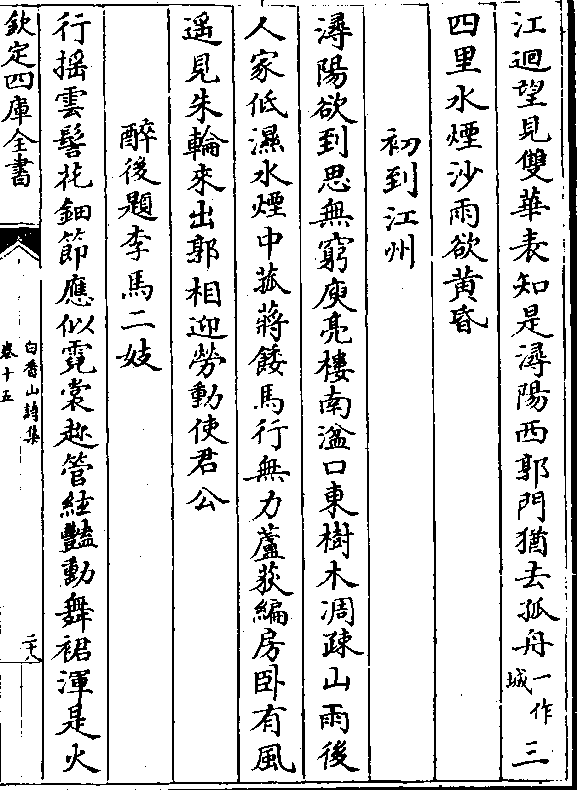 江迴望見雙華表知是潯陽西郭門猶去孤舟一作城三
四里水煙沙雨欲黄昏
初到江州
潯陽欲到思無窮庾亮樓南湓口東樹木凋疎山雨後
人家低濕水煙中菰蔣餧馬行無力蘆荻編房卧有風
遥見朱輪來出郭相迎勞動使君公
醉後題李馬二妓
行揺雲髻花鈿節應似霓裳趂管絃豔動舞裙渾是火
欽定四庫全書
白香山詩集
卷十五
二十八